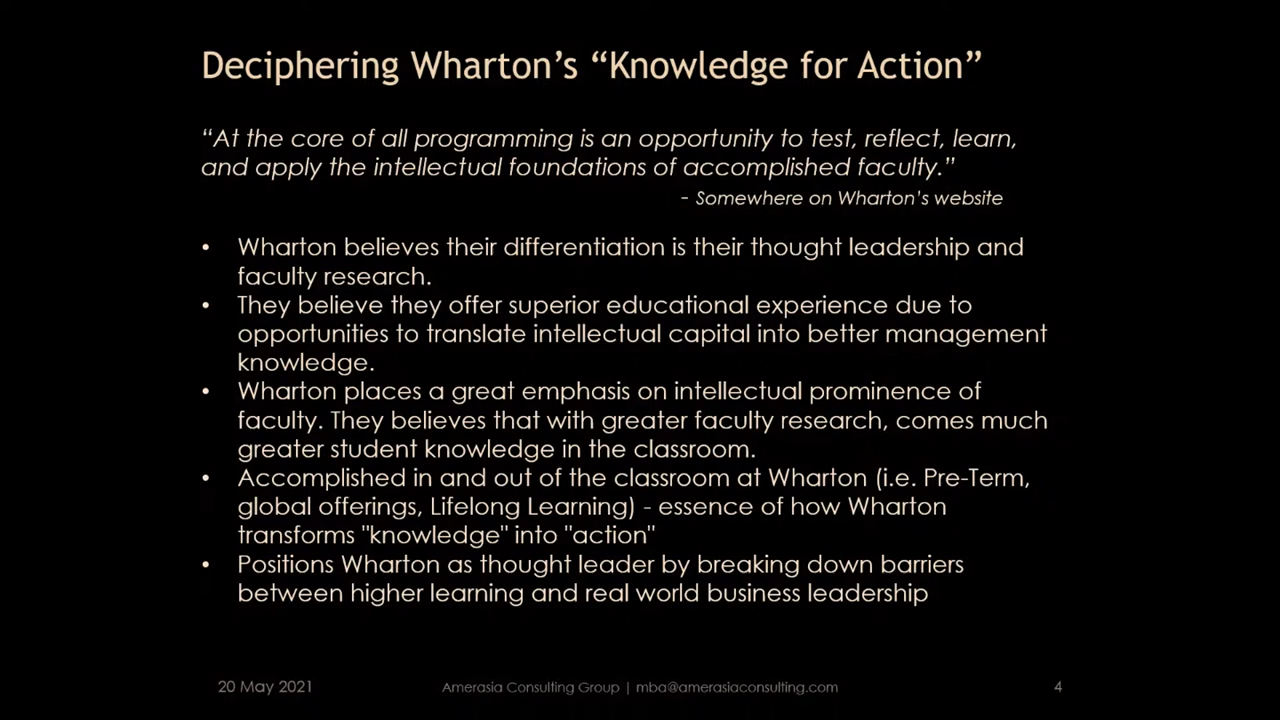 Deciphering Wharton's “Knowledge for Action”
“At the core of all programming is an opportunity to test, reflect, learn,
and apply the intellectual foundations of accomplished faculty.”
- Somewhere on Wharton's website
• Wharton believes their differentiation is their thought leadership and
faculty research.
• They believe they offer superior educational experience due to
opportunities to translate intellectual capital into better management
knowledge.
• Wharton places a great emphasis on intellectual prominence of
faculty. They believes that with greater faculty research, comes much
greater student knowledge in the classroom.
• Accomplished in and out of the classroom at Wharton (i.e. Pre-Term,
global offerings, Lifelong Learning) - essence of how Wharton
transforms "knowledge" into "action"
• Positions Wharton as thought leader by breaking down barriers
between higher learning and real world business leadership
20 May 2021 Amerasia Consulting Group | mba@amerasiaconsulting.com 4